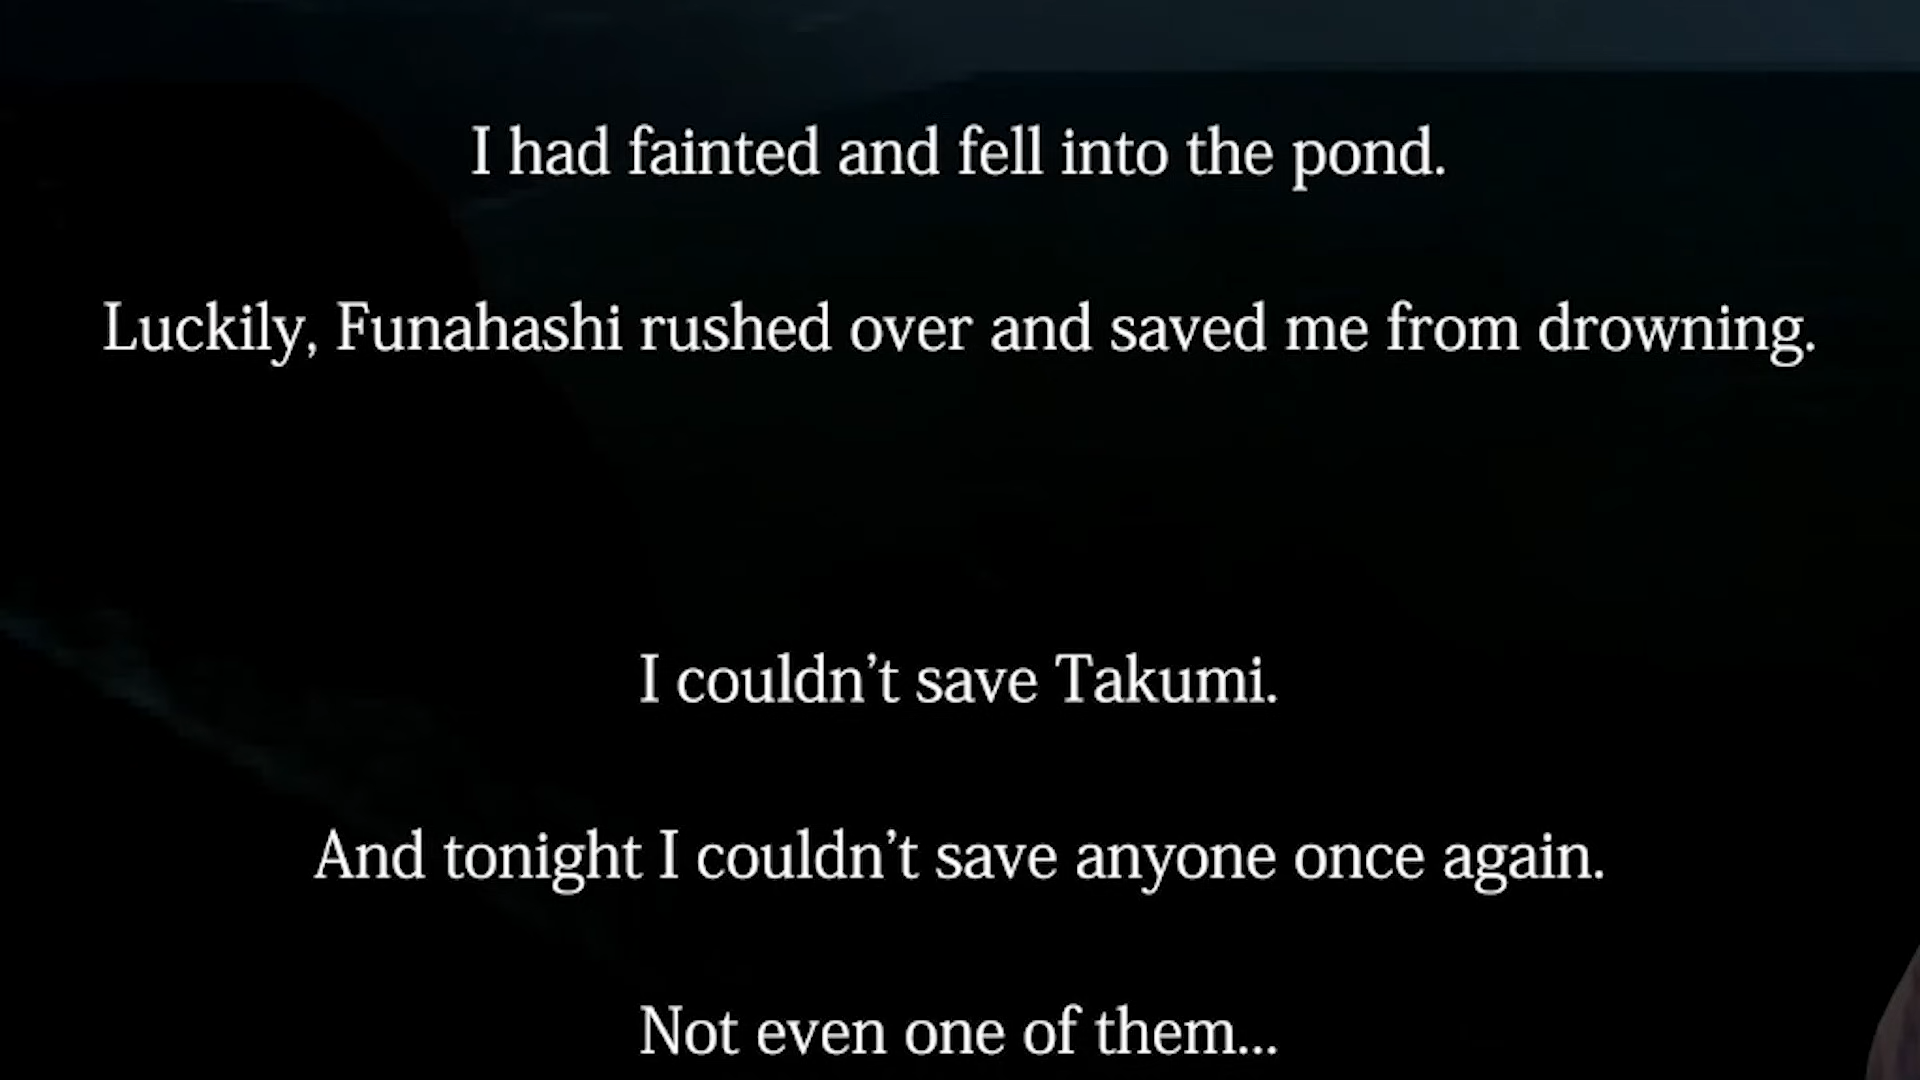 I had fainted and fell into the pond.
Luckily, Funahashi rushed over and saved me from drowning.
I couldn’t save Takumi.
And tonight I couldn’t save anyone once again.
Not even one of them...